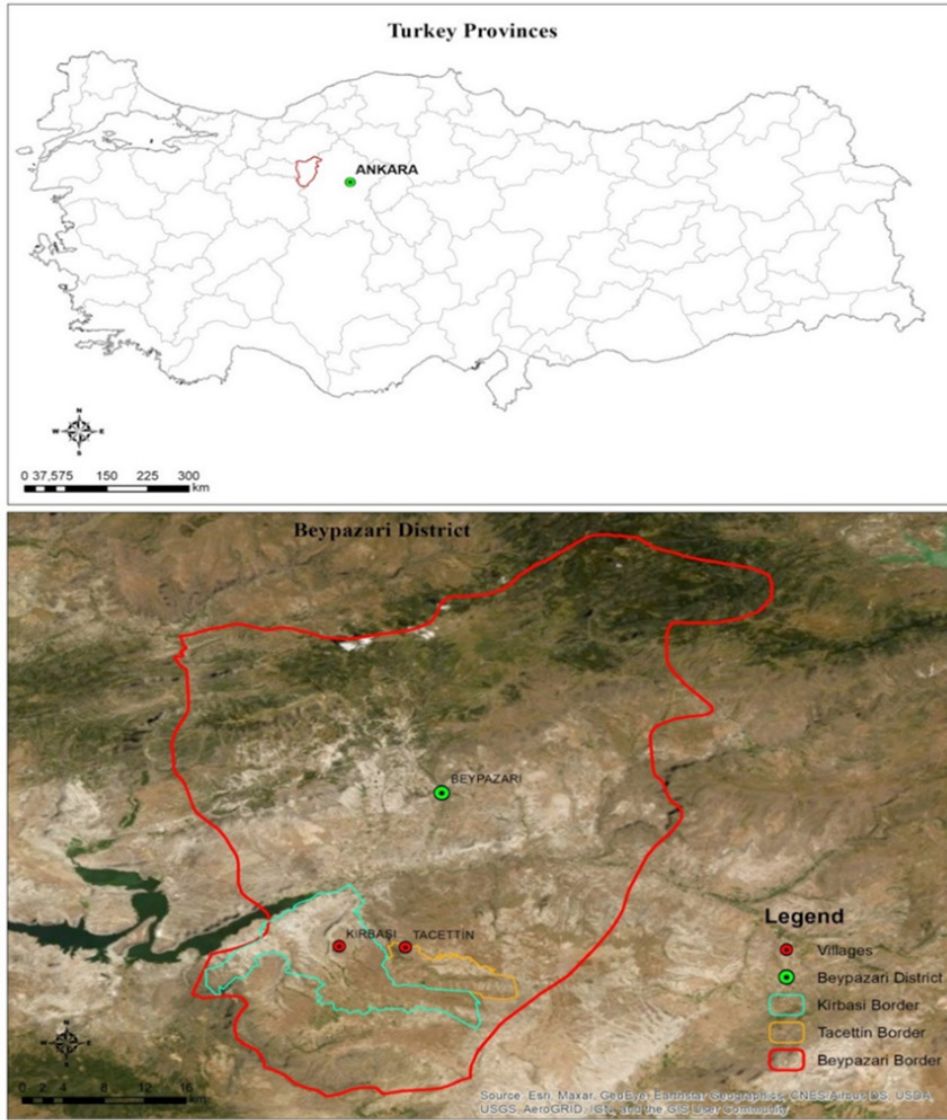 Turkey Provinces
ANKARA
N
W E
S
0 37,575 150 225 300
km
Beypazari District
BEYPAZARI
KIRBAŞI TACETTİN
Legend
Villages
Beypazari District
Kirbasi Border
Tacettin Border
Beypazari Border
N
W E
S
0 2 4 8 12 16
km
Source: Esri, Maxar, GeoEye, Earthstar Geographics, CNES/Airbus DS, USDA,
USGS, AeroGRID, IGN, and the GIS User Community